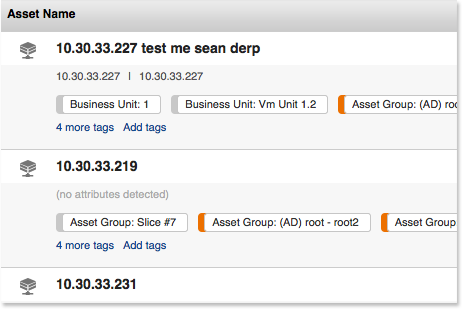 Asset Name
10.30.33.227 test me sean derp
10.30.33.227 | 10.30.33.227
Business Unit: 1 Business Unit: Vm Unit 1.2 Asset Group: (AD) roo
4 more tags Add tags
10.30.33.219
(no attributes detected)
Asset Group: Slice #7 Asset Group: (AD) root - root2 Asset Group
4 more tags Add tags
10.30.33.231